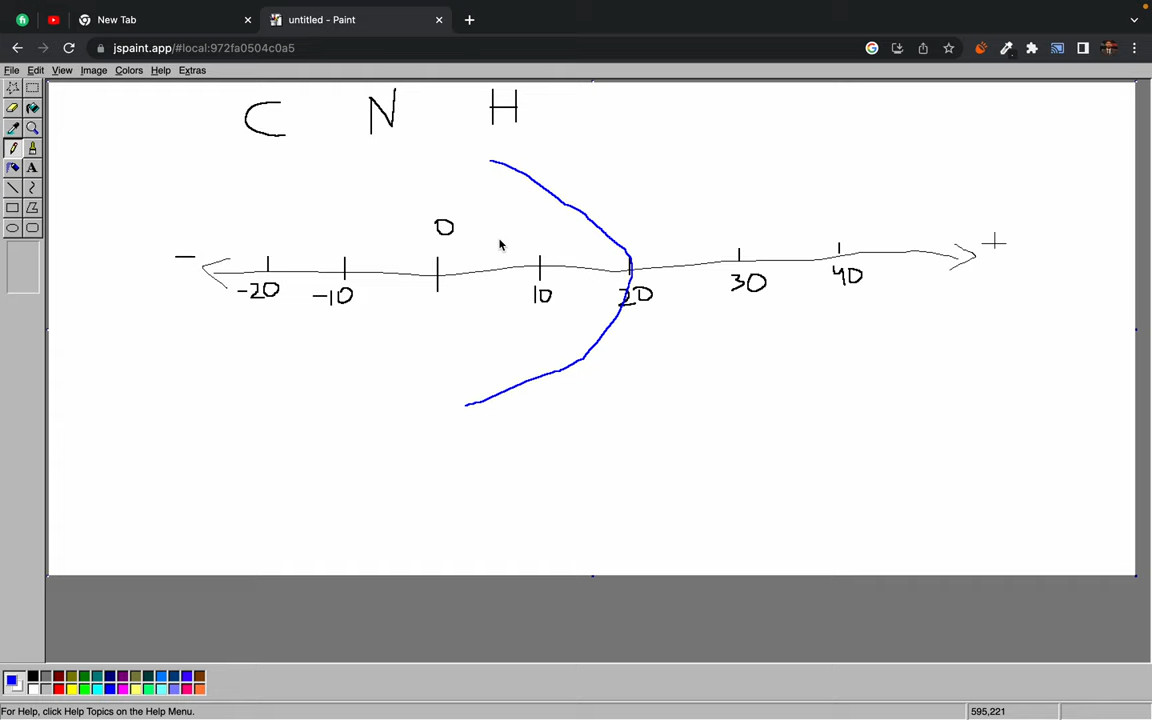 New Tab
untitled - Paint
jspaint.app/#local:972fa0504c0a5
File Edit View Image Colors Help Extras
A
C N H
0
- +
-20 -10 10 20 30 40
For Help, click Help Topics on the Help Menu.
595,221